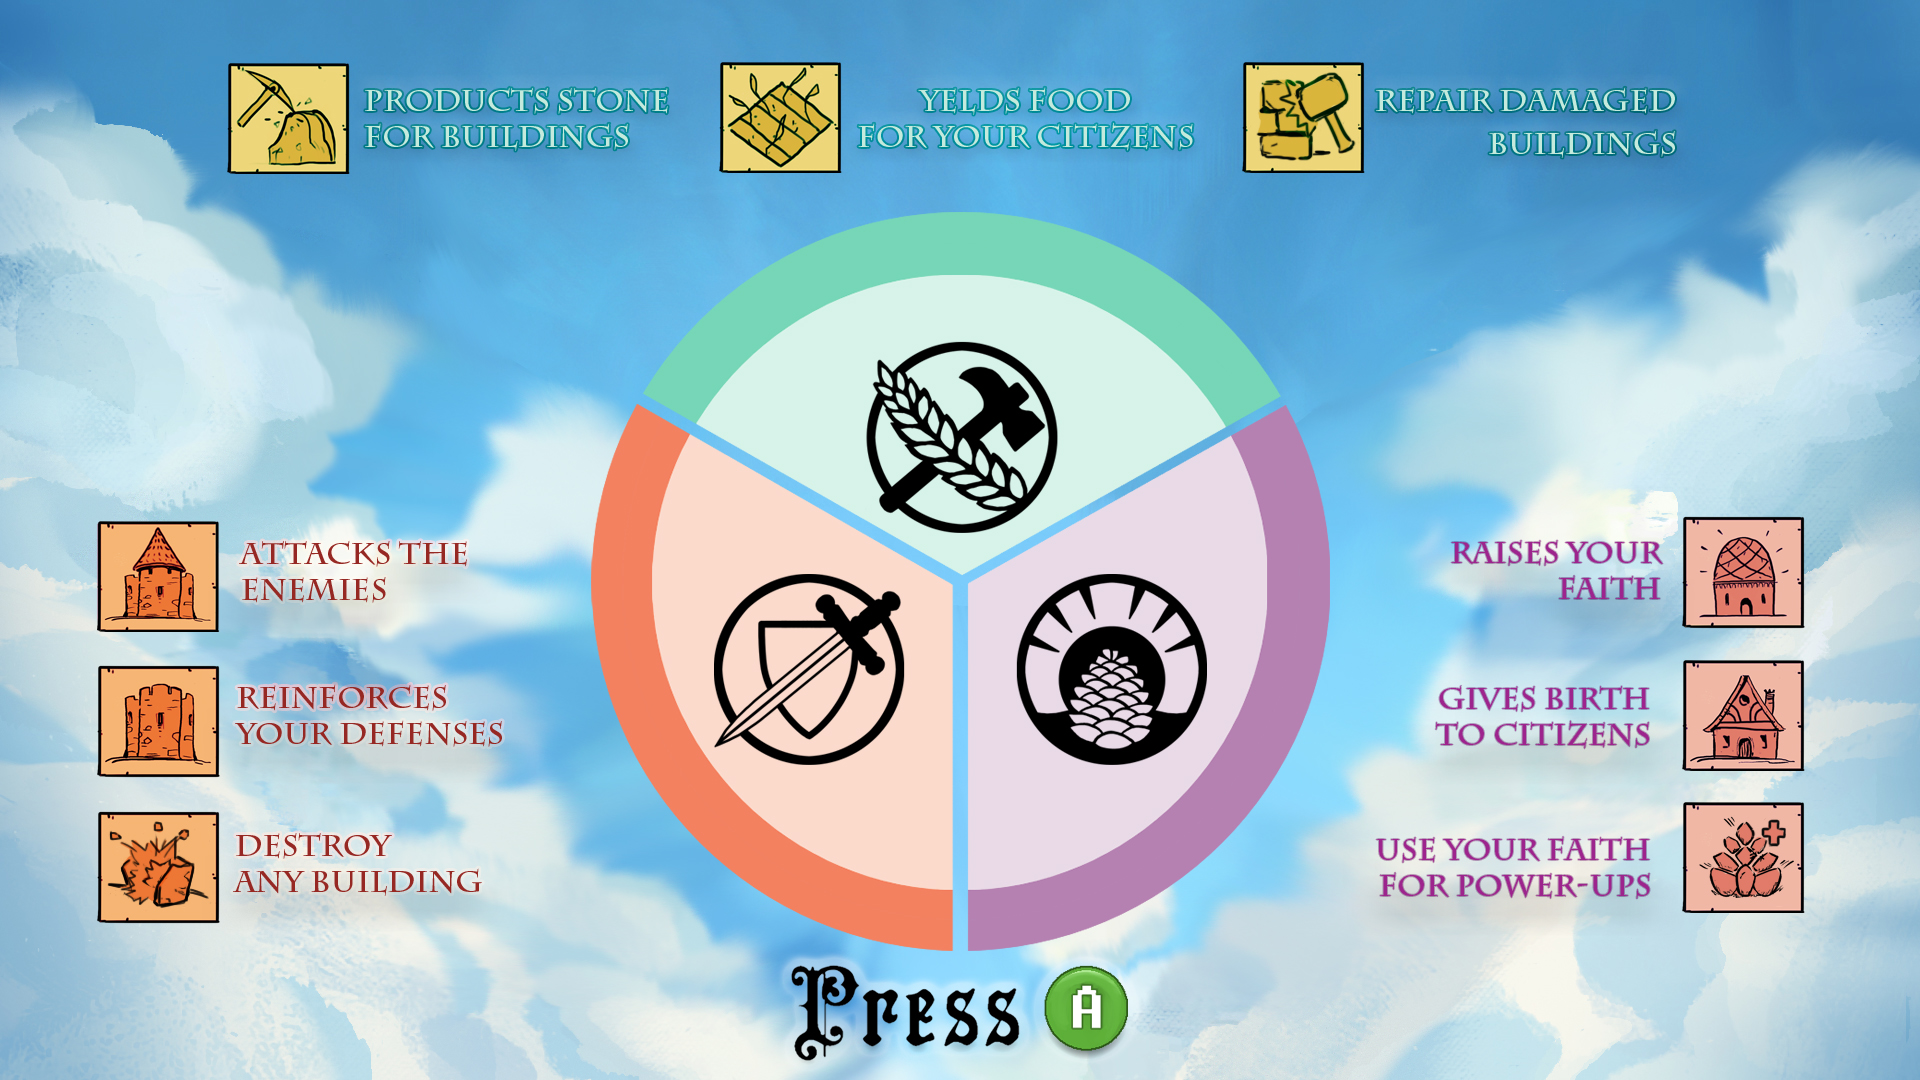 PRODUCTS STONE
FOR BUILDINGS
YELDS FOOD
FOR YOUR CITIZENS
REPAIR DAMAGED
BUILDINGS
ATTACKS THE
ENEMIES
REINFORCES
YOUR DEFENSES
DESTROY
ANY BUILDING
RAISES YOUR
FAITH
GIVES BIRTH
TO CITIZENS
USE YOUR FAITH
FOR POWER-UPS
Press A